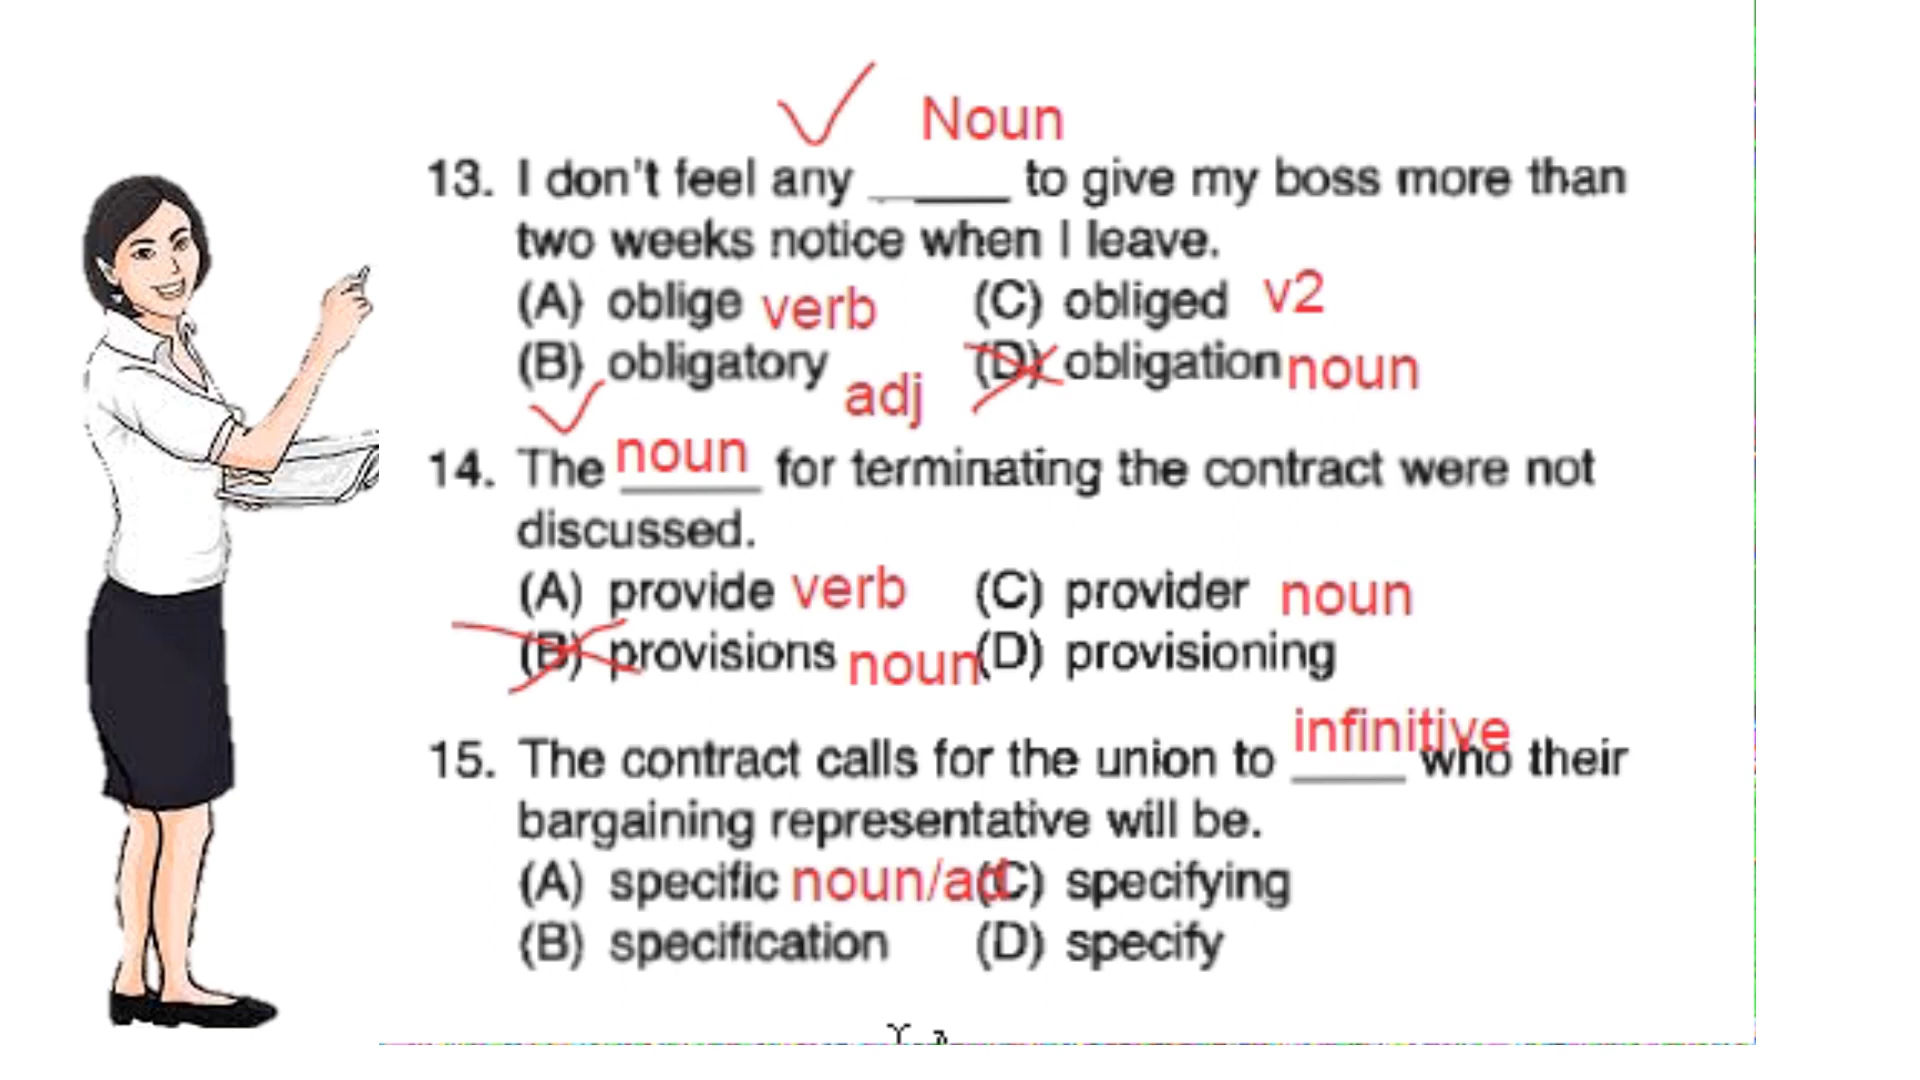 Noun
13. I don't feel any _____ to give my boss more than
two weeks notice when I leave.
(A) oblige verb (C) obliged v2
(B) obligatory adj (D) obligation noun
14. The noun for terminating the contract were not
discussed.
(A) provide verb (C) provider noun
(B) provisions noun (D) provisioning
infinitive
15. The contract calls for the union to _____ who their
bargaining representative will be.
(A) specific noun/ad (C) specifying
(B) specification (D) specify